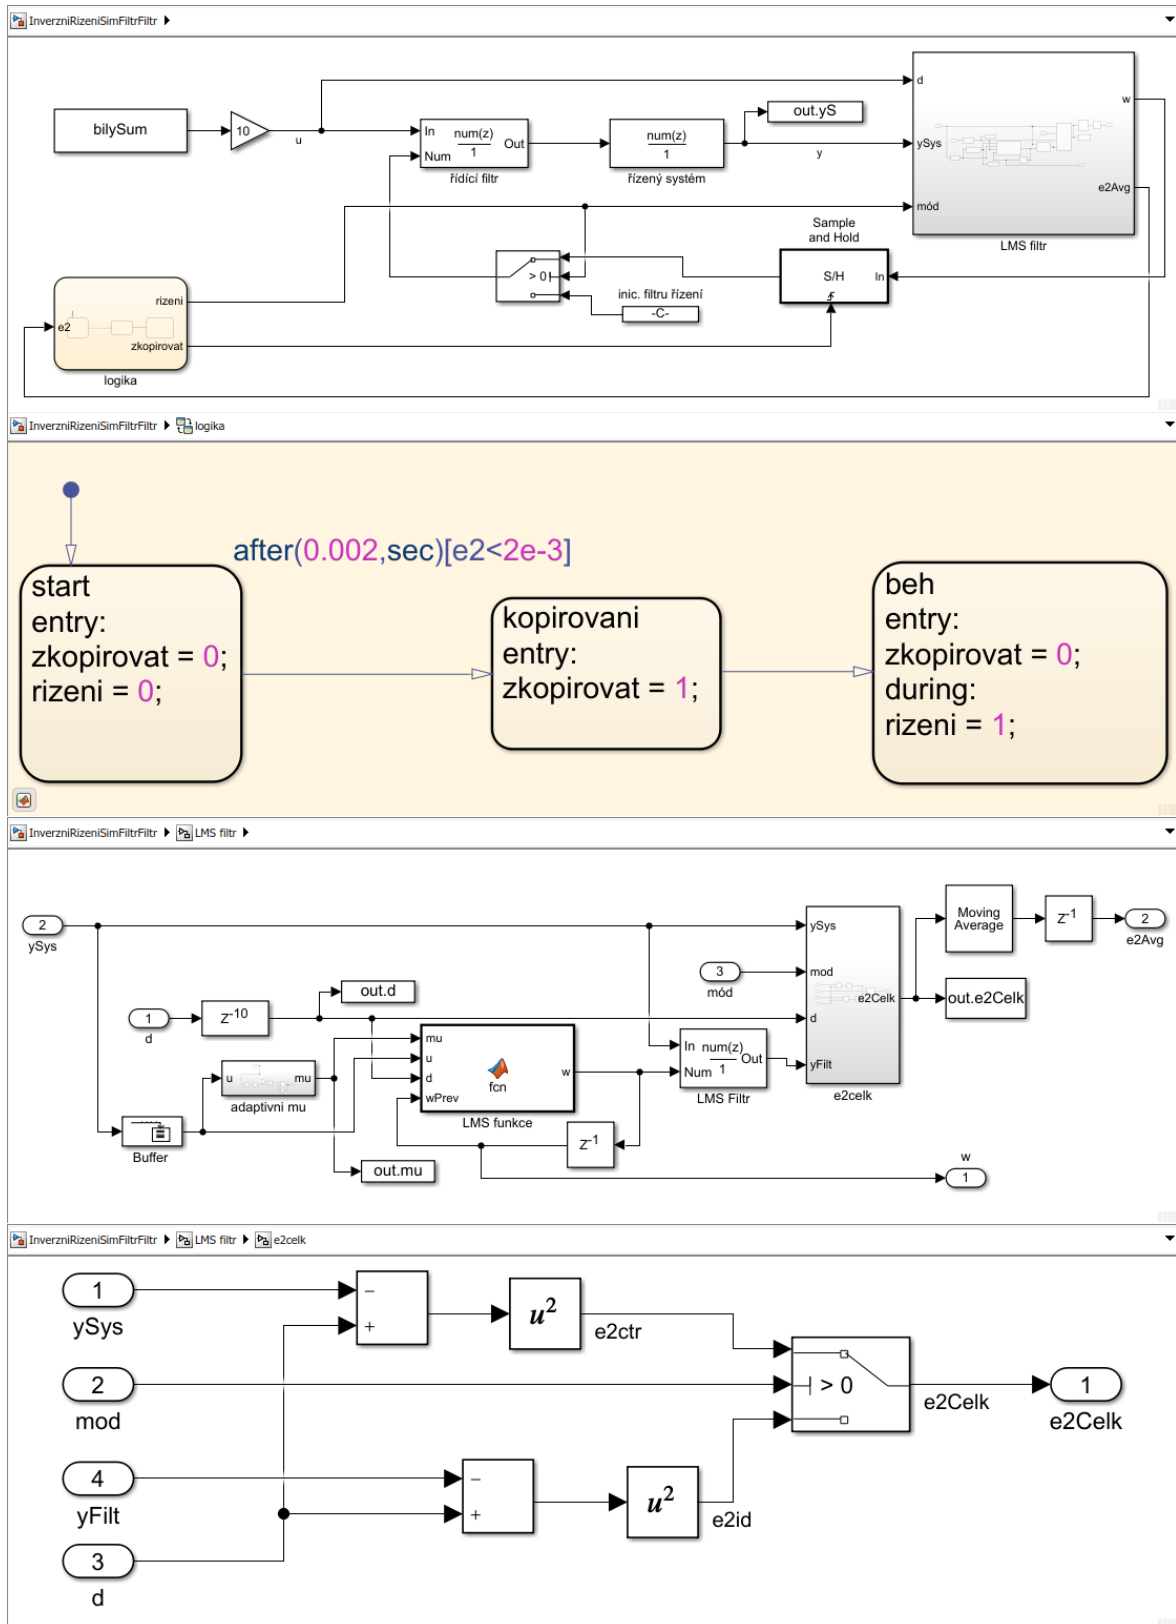 InverzniRizeniSimFiltrFiltr
bilySum
10
u
In
Num
num(z)
1
Out
řídící filtr
num(z)
1
řízený systém
out.yS
y
d
ySys
mód
w
e2Avg
LMS filtr
Sample
and Hold
S/H
In
> 0
inic. filtru řízení
-C-
e2
rizeni
zkopirovat
logika
InverzniRizeniSimFiltrFiltr
logika
after(0.002,sec)[e2<2e-3]
start
entry:
zkopirovat = 0;
rizeni = 0;
kopirovani
entry:
zkopirovat = 1;
beh
entry:
zkopirovat = 0;
during:
rizeni = 1;
InverzniRizeniSimFiltrFiltr
LMS filtr
2
ySys
1
d
z-10
out.d
u
mu
adaptivni mu
Buffer
out.mu
mu
u
d
wPrev
fcn
w
LMS funkce
z-1
3
mód
In
Num
num(z)
1
Out
LMS Filtr
ySys
mod
d
yFilt
e2Celk
e2celk
Moving
Average
z-1
2
e2Avg
out.e2Celk
w
1
InverzniRizeniSimFiltrFiltr
LMS filtr
e2celk
1
ySys
2
mod
4
yFilt
3
d
−
+
u2
e2ctr
−
+
u2
e2id
> 0
e2Celk
1
e2Celk